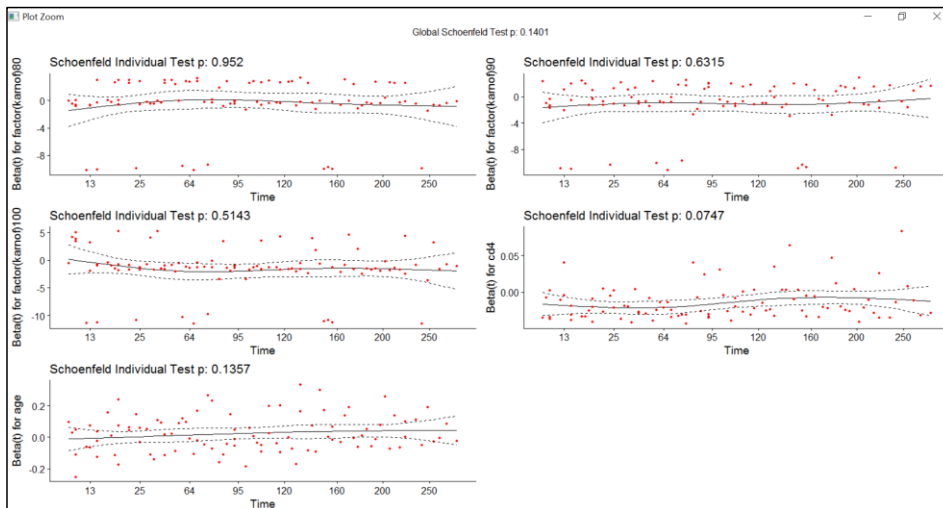 Plot Zoom
Global Schoenfeld Test p: 0.1401
Schoenfeld Individual Test p: 0.952
Beta(t) for factor(karnof)80
0
-4
-8
13 25 64 95 120 160 200 250
Time
Schoenfeld Individual Test p: 0.6315
Beta(t) for factor(karnof)90
0
-4
-8
13 25 64 95 120 160 200 250
Time
Schoenfeld Individual Test p: 0.5143
Beta(t) for factor(karnof)100
5
0
-5
-10
13 25 64 95 120 160 200 250
Time
Schoenfeld Individual Test p: 0.0747
Beta(t) for cd4
0.05
0.00
13 25 64 95 120 160 200 250
Time
Schoenfeld Individual Test p: 0.1357
Beta(t) for age
0.2
0.0
-0.2
13 25 64 95 120 160 200 250
Time